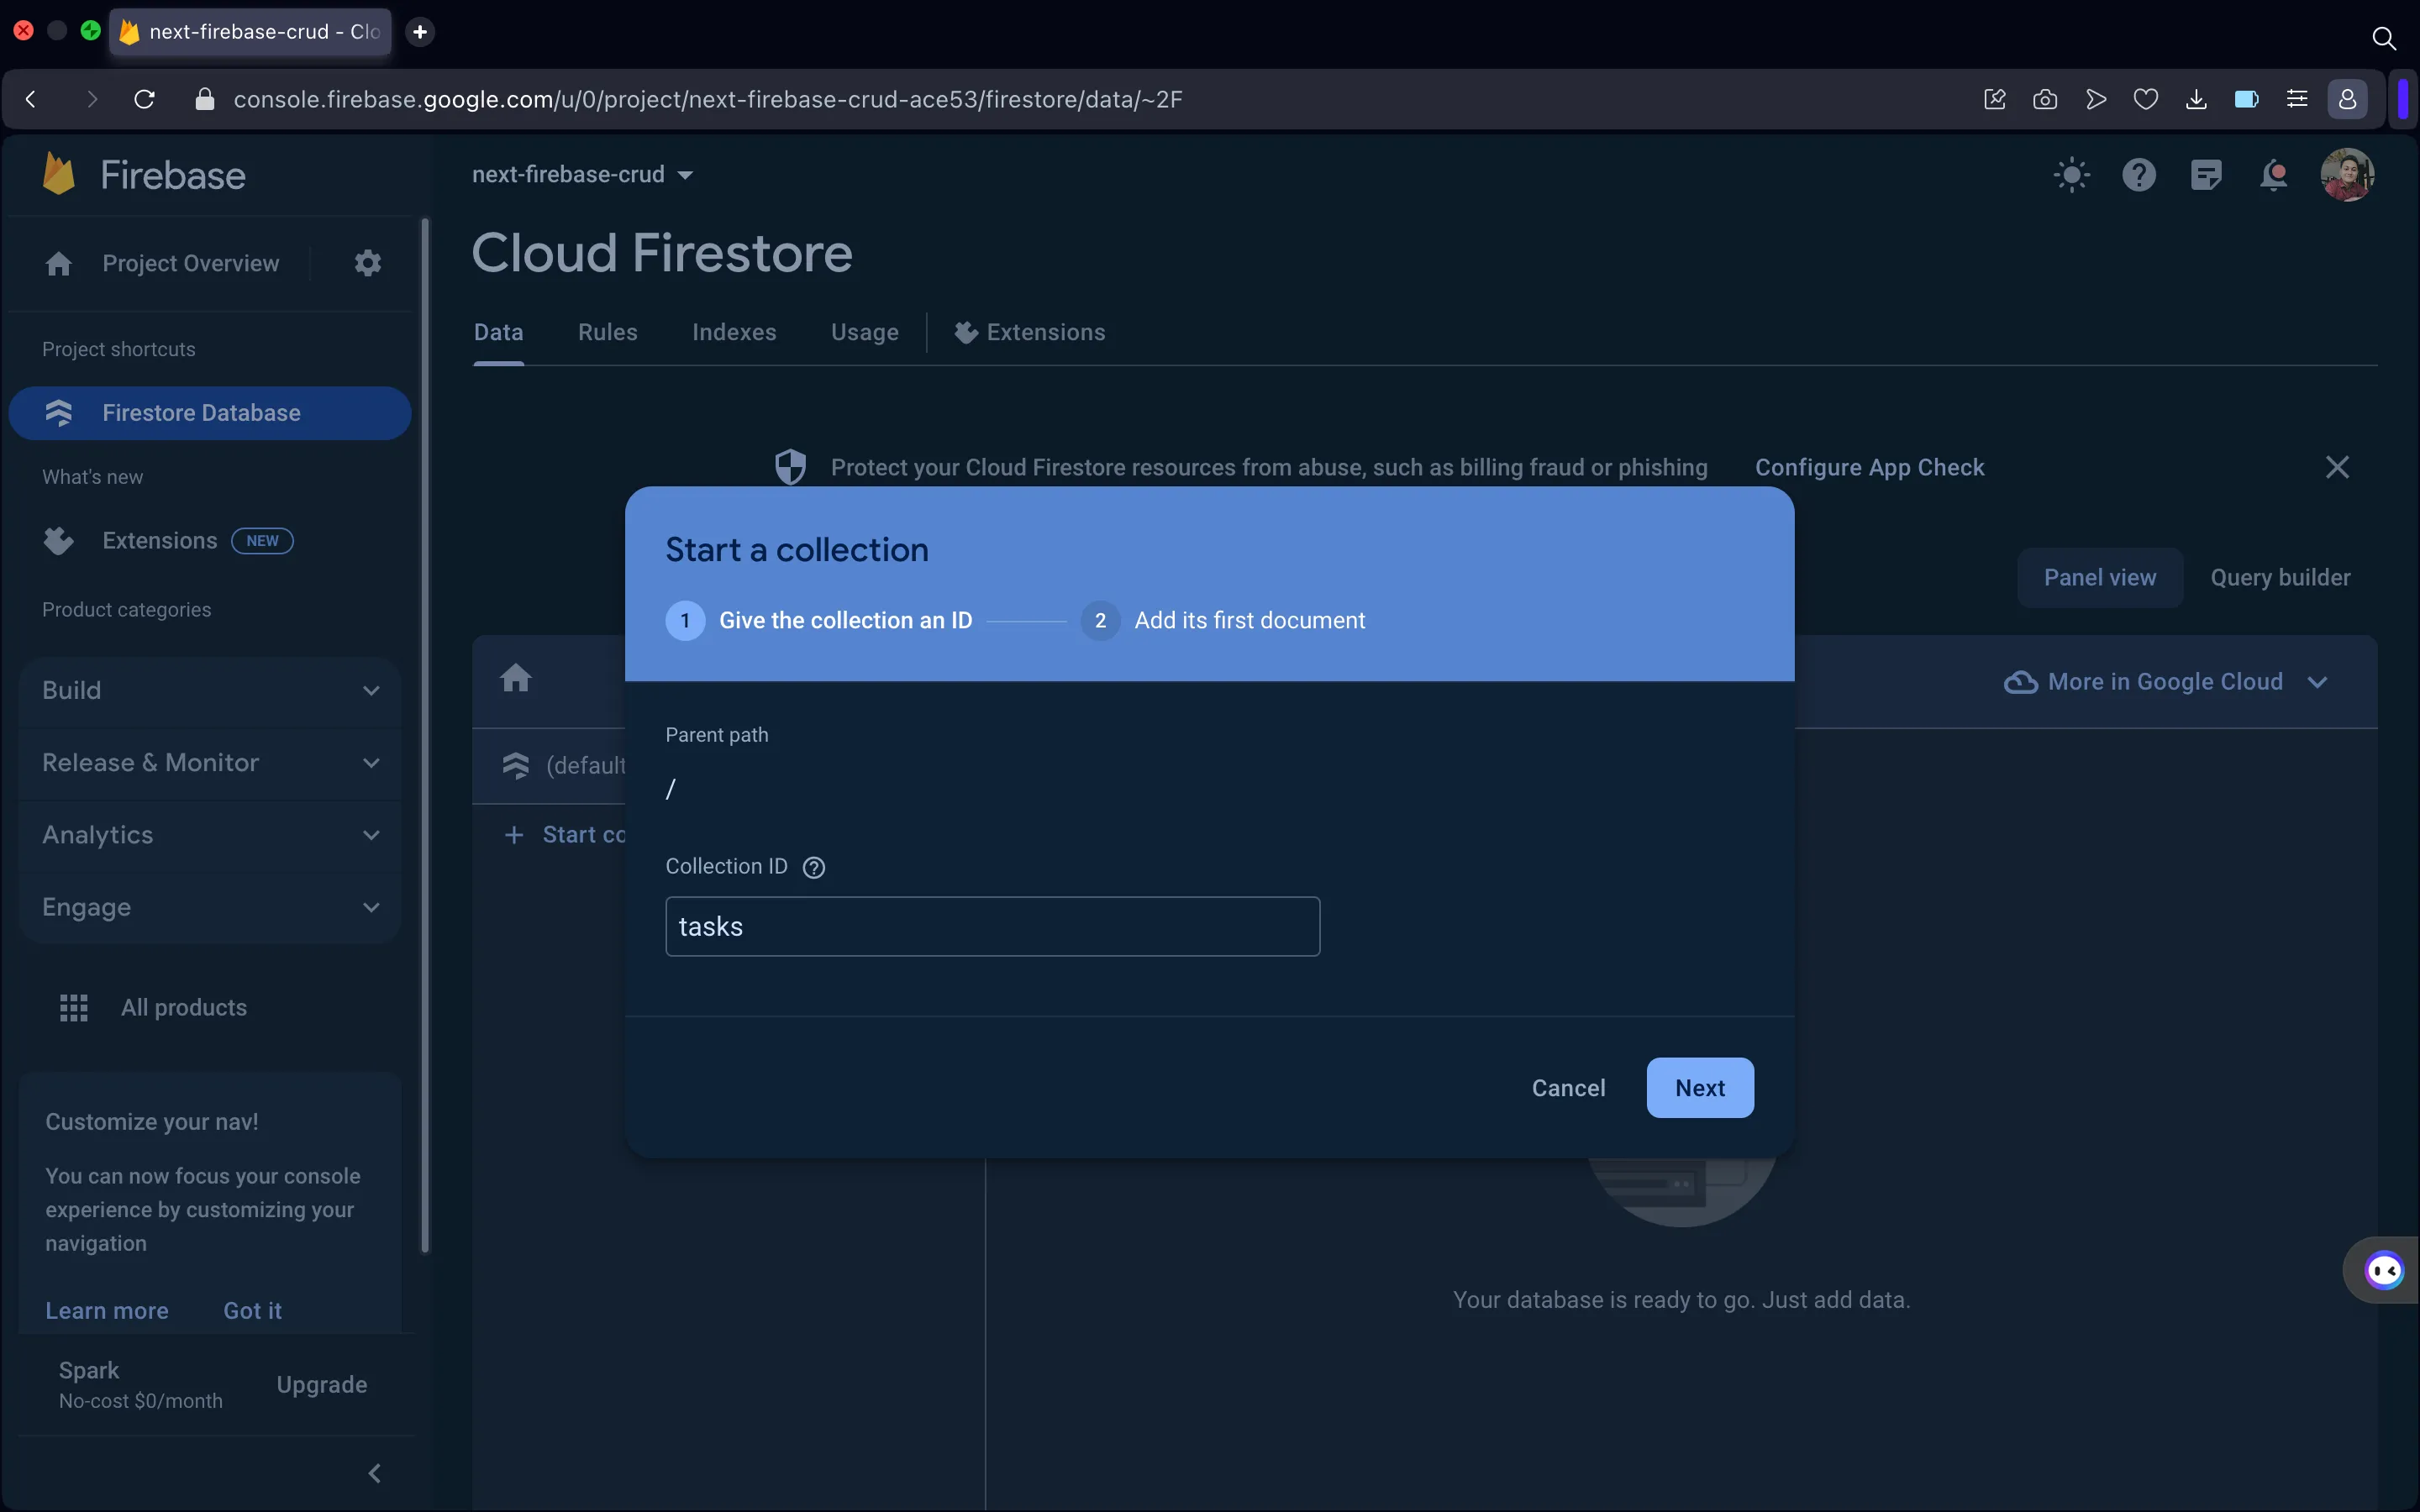 next-firebase-crud - Clo
console.firebase.google.com/u/0/project/next-firebase-crud-ace53/firestore/data/~2F
Firebase
next-firebase-crud
Project Overview
Cloud Firestore
Data Rules Indexes Usage Extensions
Project shortcuts
Firestore Database
What's new
Protect your Cloud Firestore resources from abuse, such as billing fraud or phishing Configure App Check
Extensions NEW
Product categories
Panel view Query builder
Start a collection
1 Give the collection an ID 2 Add its first document
Build
Release & Monitor
Analytics
Engage
More in Google Cloud
(default
Start co
Parent path
/
Collection ID
tasks
Cancel Next
All products
Customize your nav!
You can now focus your console
experience by customizing your
navigation
Learn more Got it
Your database is ready to go. Just add data.
Spark
No-cost $0/month
Upgrade